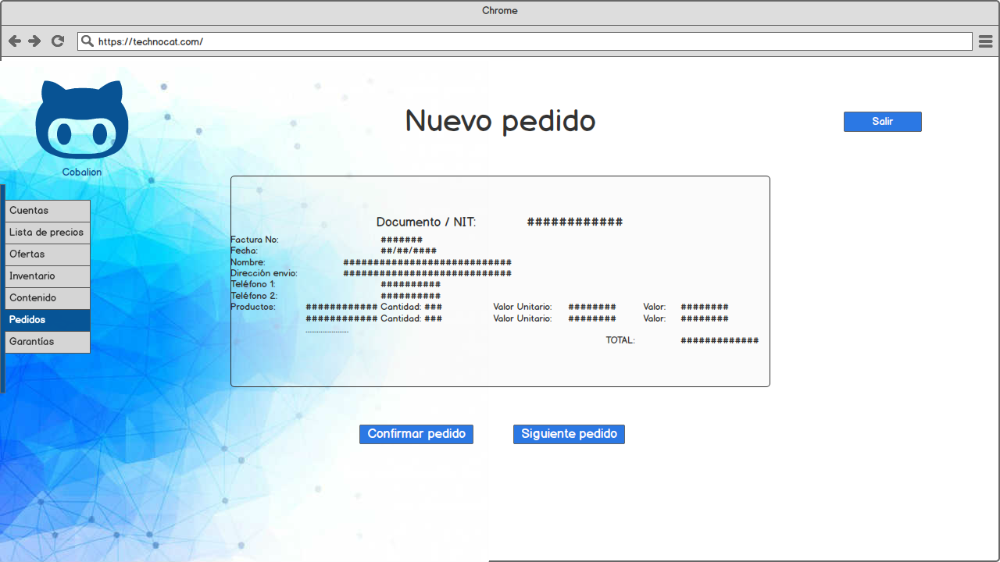 Chrome
https://technocat.com/
Nuevo pedido
Salir
Cobalion
Cuentas
Lista de precios
Ofertas
Inventario
Contenido
Pedidos
Garantías
Documento / NIT: ############
Factura No: #######
Fecha: ##/##/####
Nombre: ############################
Dirección envio: ############################
Teléfono 1: ##########
Teléfono 2: ##########
Productos: ############ Cantidad: ### Valor Unitario: ######## Valor: ########
############ Cantidad: ### Valor Unitario: ######## Valor: ########
.......................
TOTAL: #############
Confirmar pedido Siguiente pedido